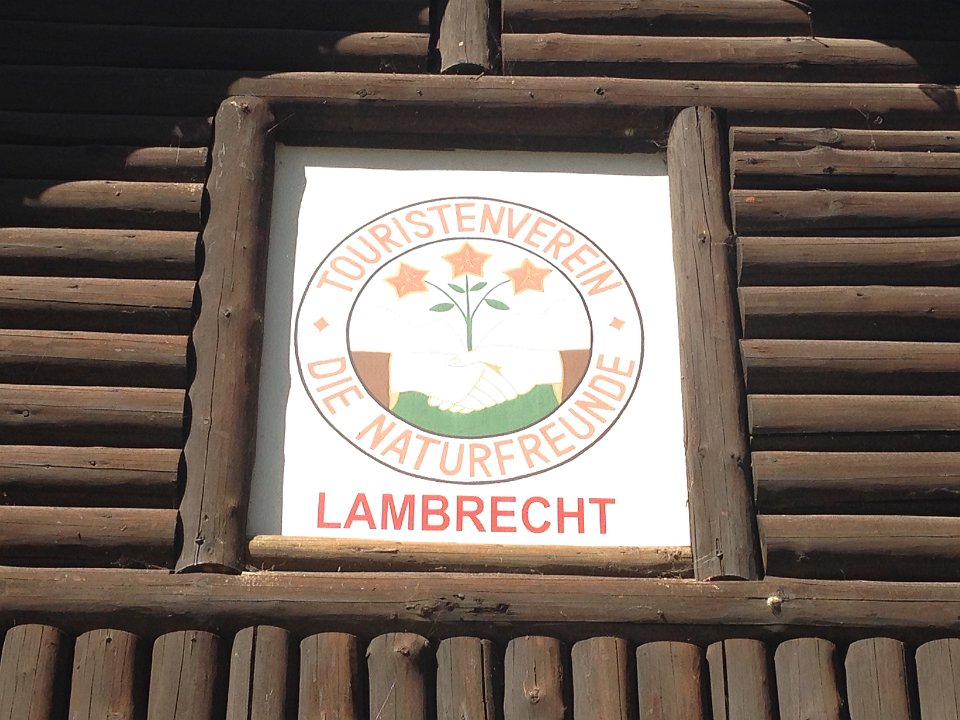 TOURISTENVEREIN
DIE NATURFREUNDE
LAMBRECHT